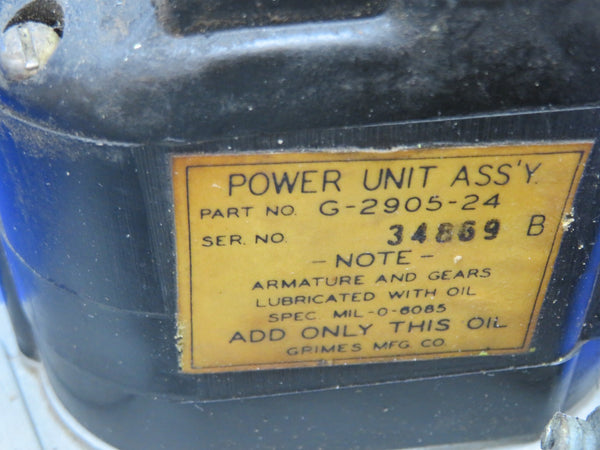 POWER UNIT ASS'Y.
PART NO. G-2905-24
SER. NO. 34869 B
- NOTE -
ARMATURE AND GEARS
LUBRICATED WITH OIL
SPEC. MIL-O-6085
ADD ONLY THIS OIL
GRIMES MFG. CO.